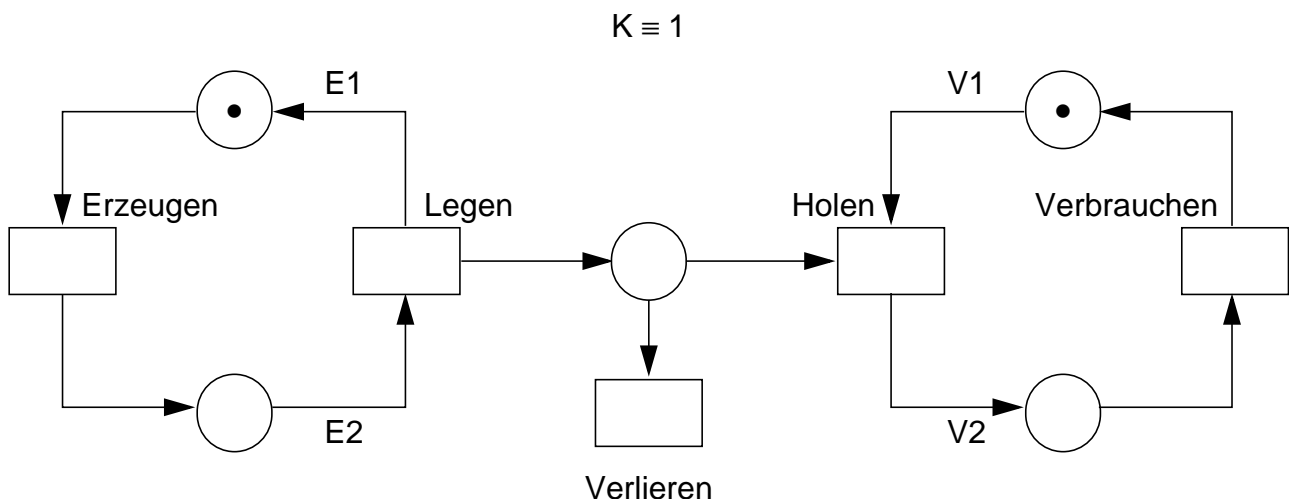 K ≡ 1
E1
V1
Erzeugen
Legen
Holen
Verbrauchen
E2
V2
Verlieren